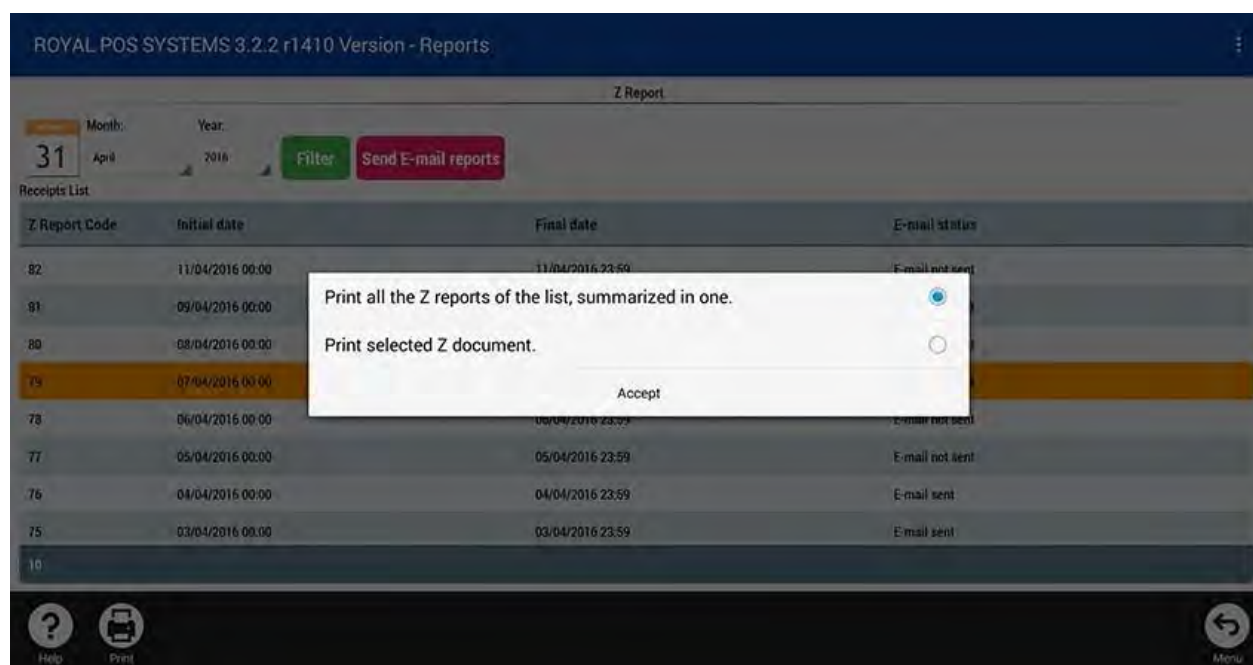 ROYAL POS SYSTEMS 3.2.2 r1410 Version - Reports
Z Report
Month: Year:
31 April 2016 Filter Send E-mail reports
Receipts List
Z Report Code Initial date Final date E-mail status
82 11/04/2016 00:00 11/04/2016 23:59 E-mail not sent
Print all the Z reports of the list, summarized in one.
81 09/04/2016 00:00
80 08/04/2016 00:00 Print selected Z document.
79 07/04/2016 00:00
Accept
78 06/04/2016 00:00 06/04/2016 23:59 E-mail not sent
77 05/04/2016 00:00 05/04/2016 23:59 E-mail not sent
76 04/04/2016 00:00 04/04/2016 23:59 E-mail sent
75 03/04/2016 00:00 03/04/2016 23:59 E-mail sent
10
Help Print Menu